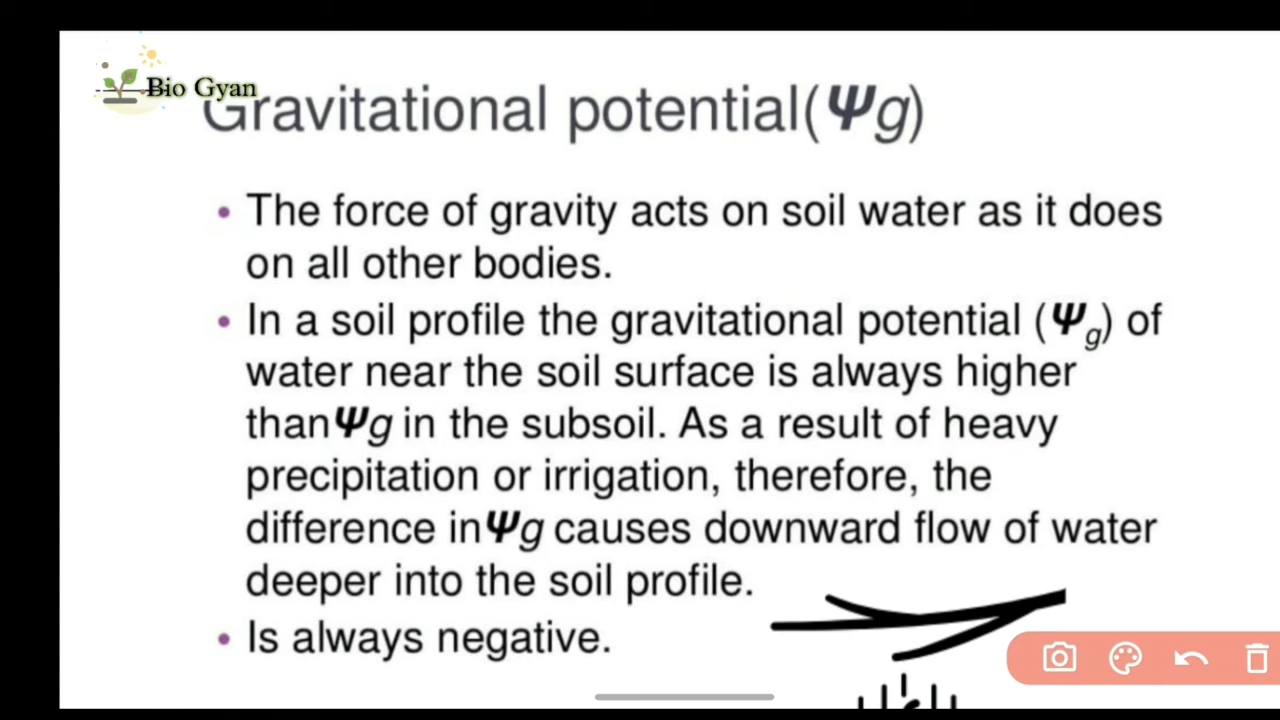 Bio Gyan
Gravitational potential(Ψg)
• The force of gravity acts on soil water as it does
on all other bodies.
• In a soil profile the gravitational potential (Ψg) of
water near the soil surface is always higher
thanΨg in the subsoil. As a result of heavy
precipitation or irrigation, therefore, the
difference inΨg causes downward flow of water
deeper into the soil profile.
• Is always negative.